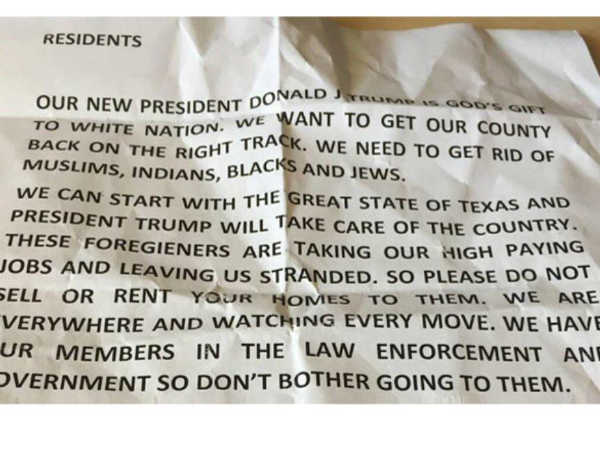 RESIDENTS
OUR NEW PRESIDENT DONALD J TRUMP IS GOD'S GIFT
TO WHITE NATION. WE WANT TO GET OUR COUNTY
BACK ON THE RIGHT TRACK. WE NEED TO GET RID OF
MUSLIMS, INDIANS, BLACKS AND JEWS.
WE CAN START WITH THE GREAT STATE OF TEXAS AND
PRESIDENT TRUMP WILL TAKE CARE OF THE COUNTRY.
THESE FOREGIENERS ARE TAKING OUR HIGH PAYING
JOBS AND LEAVING US STRANDED. SO PLEASE DO NOT
SELL OR RENT YOUR HOMES TO THEM. WE ARE
VERYWHERE AND WATCHING EVERY MOVE. WE HAVE
UR MEMBERS IN THE LAW ENFORCEMENT AN
OVERNMENT SO DON'T BOTHER GOING TO THEM.